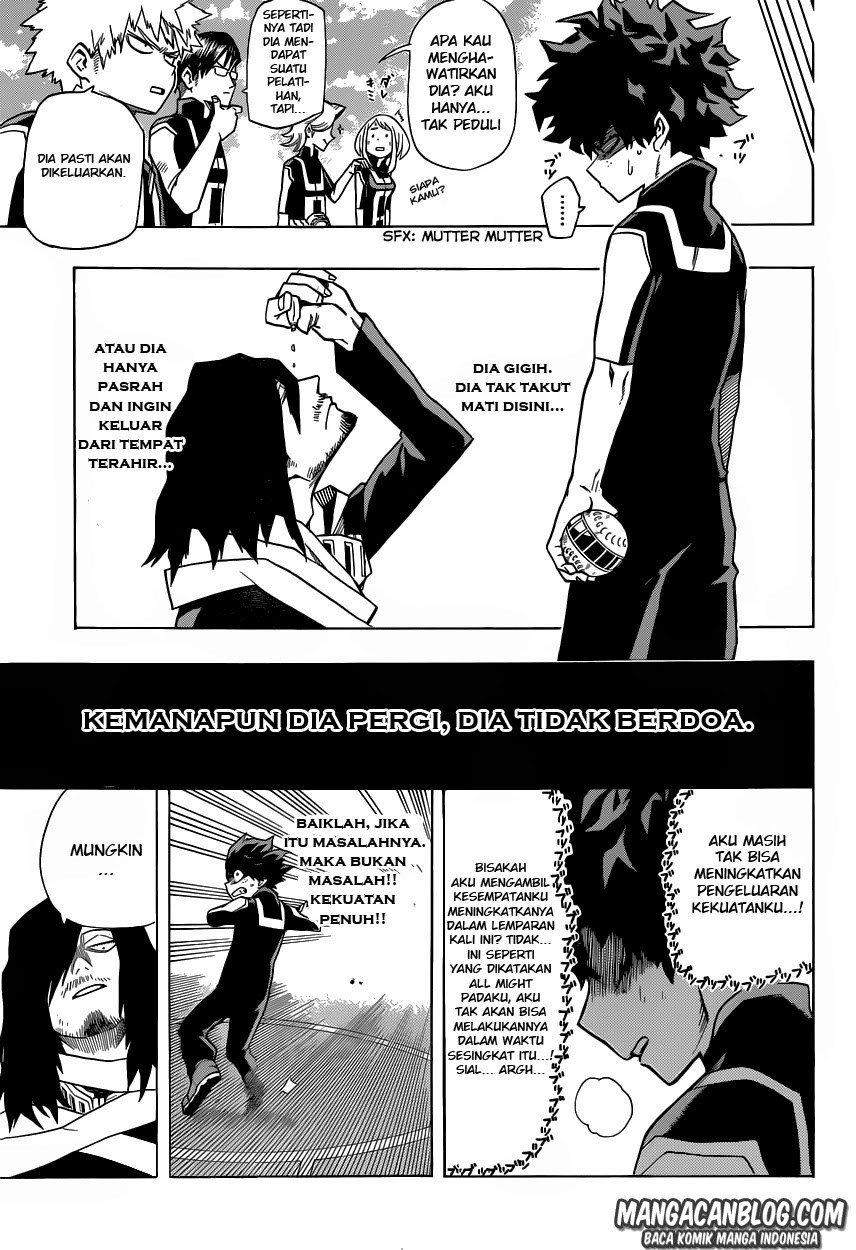 APA KAU
MENGHA-
WATIRKAN
DIA? AKU
HANYA...
TAK PEDULI
SEPERTI-
NYA TADI
DIA MEN-
DAPAT
SUATU
PELATI-
HAN,
TAPI...
DIA PASTI AKAN
DIKELUARKAN.
SIAPA
KAMU?
.......
SFX: MUTTER MUTTER
DIA GIGIH.
DIA TAK TAKUT
MATI DISINI...
ATAU DIA
HANYA
PASRAH
DAN INGIN
KELUAR
DARI TEMPAT
TERAHIR...
KEMANAPUN DIA PERGI, DIA TIDAK BERDOA.
AKU MASIH
TAK BISA
MENINGKATKAN
PENGELUARAN
KEKUATANKU...!
BISAKAH
AKU MENGAMBIL
KESEMPATANKU
MENINGKATKANYA
DALAM LEMPARAN
KALI INI? TIDAK...
INI SEPERTI
YANG DIKATAKAN
ALL MIGHT
PADAKU, AKU
TAK AKAN BISA
MELAKUKANNYA
DALAM WAKTU
SESINGKAT ITU...!
SIAL... ARGH...
BAIKLAH, JIKA
ITU MASALAHNYA.
MAKA BUKAN
MASALAH!!
KEKUATAN
PENUH!!
MUNGKIN
...
MANGACANBLOG.COM
BACA KOMIK MANGA INDONESIA